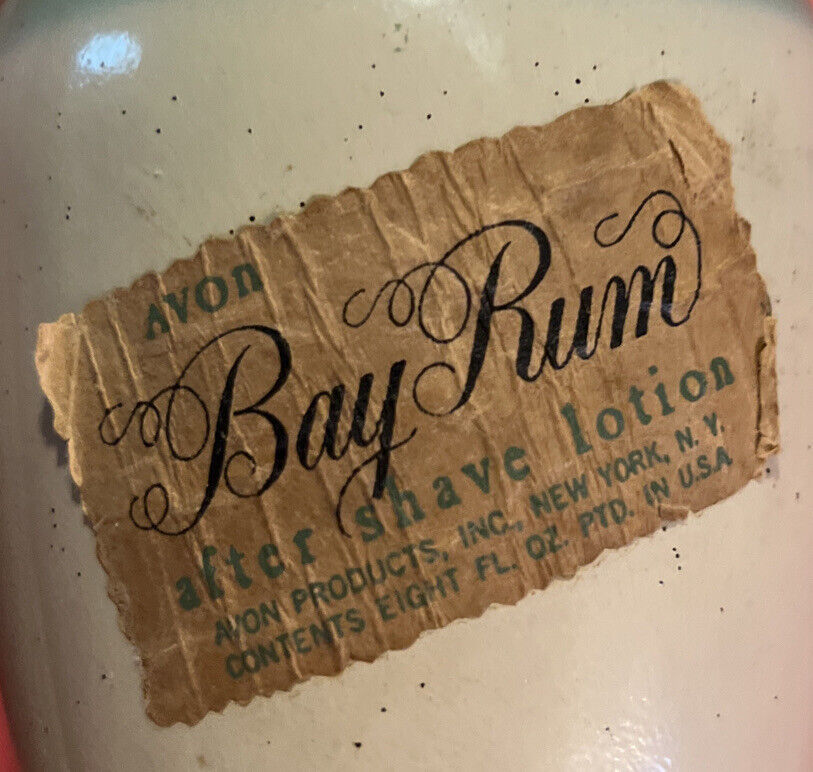 AVON
Bay Rum
after shave lotion
AVON PRODUCTS, INC., NEW YORK, N. Y.
CONTENTS EIGHT FL. OZ. PTD. IN U.S.A